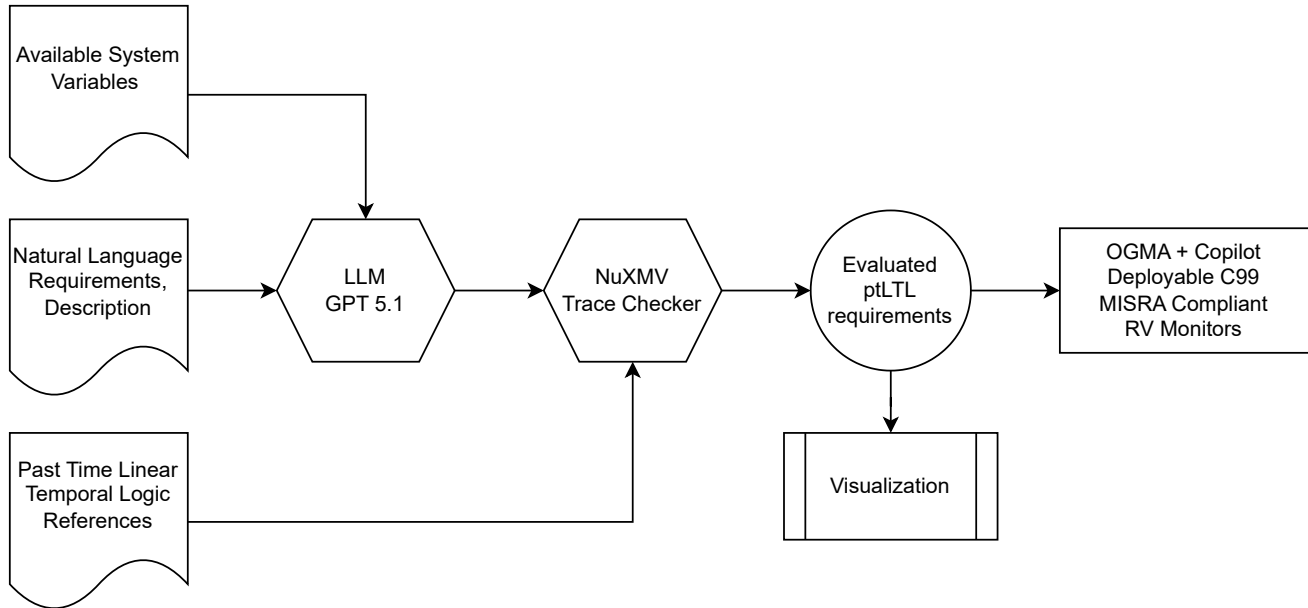 Available System
Variables
Natural Language
Requirements,
Description
Past Time Linear
Temporal Logic
References
LLM
GPT 5.1
NuXMV
Trace Checker
Evaluated
ptLTL
requirements
Visualization
OGMA + Copilot
Deployable C99
MISRA Compliant
RV Monitors